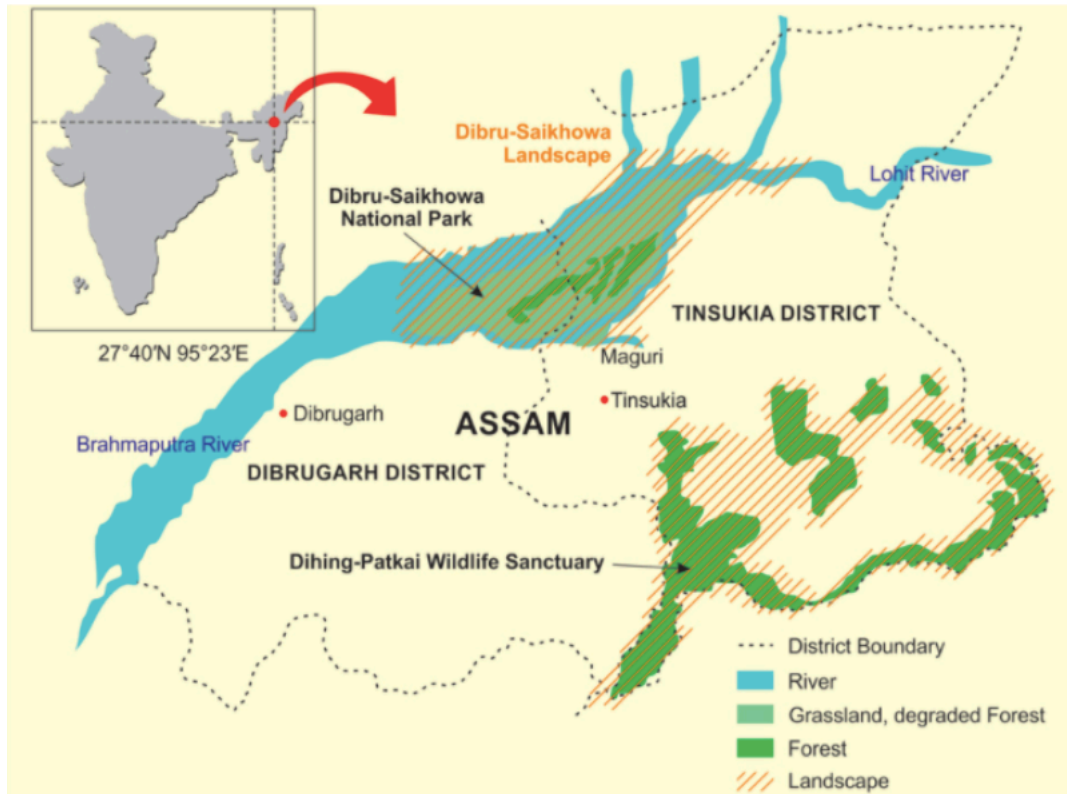 Dibru-Saikhowa
Landscape
Lohit River
Dibru-Saikhowa
National Park
TINSUKIA DISTRICT
27°40′N 95°23′E
Maguri
Tinsukia
Dibrugarh
ASSAM
Brahmaputra River
DIBRUGARH DISTRICT
Dihing-Patkai Wildlife Sanctuary
District Boundary
River
Grassland, degraded Forest
Forest
Landscape